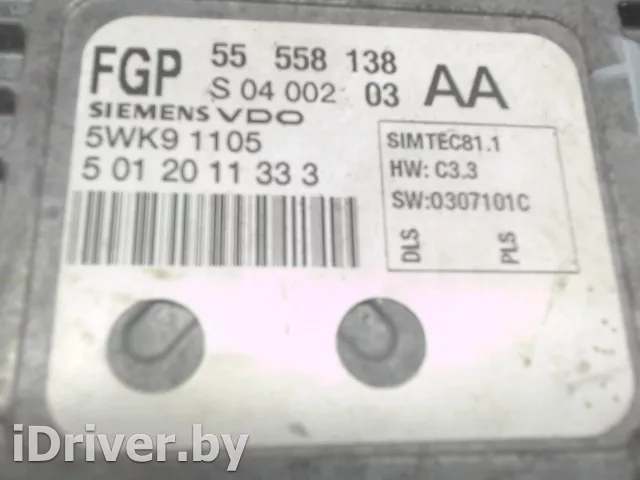 FGP 55 558 138 AA
S 04 002 03
SIEMENS VDO
5WK9 1105
5 01 20 11 33 3
SIMTEC81.1
HW: C3.3
SW:0307101C
DLS PLS
iDriver.by